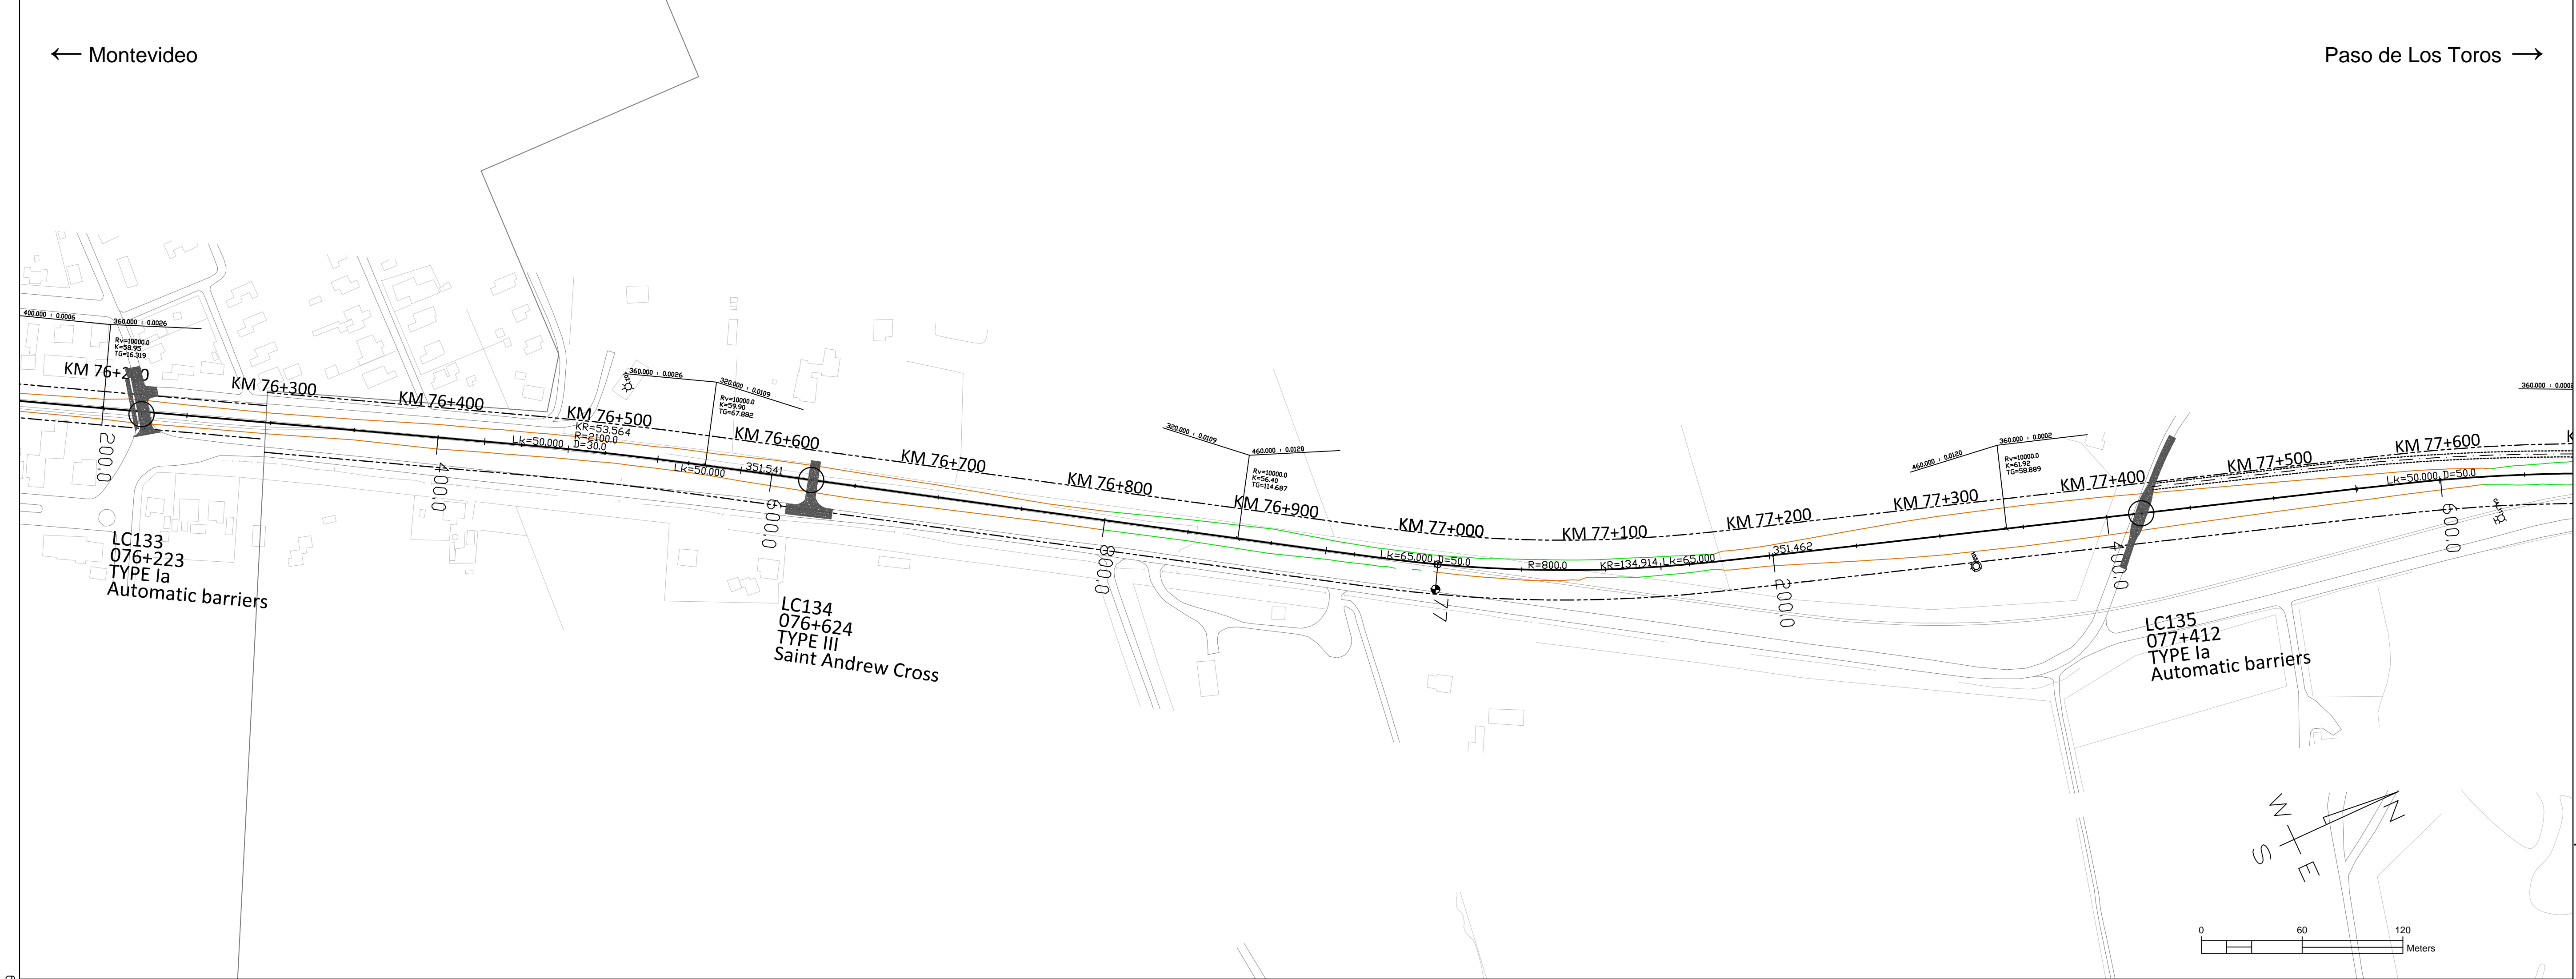 ← Montevideo
Paso de Los Toros →
400.000 : 0.0006
360.000 : 0.0026
Rv=10000.0
K=58.95
TG=16.319
KM 76+200
KM 76+300
KM 76+400
KM 76+500
KR=53.564
R=2100.0
Lk=50.000 D=30.0
Lk=50.000
351.541
360.000 : 0.0026
320.000 : 0.0109
Rv=10000.0
K=59.90
TG=67.882
KM 76+600
KM 76+700
KM 76+800
KM 76+900
320.000 : 0.0109
460.000 : 0.0120
Rv=10000.0
K=56.40
TG=114.687
KM 77+000
KM 77+100
KM 77+200
KM 77+300
KM 77+400
KM 77+500
KM 77+600
Lk=65.000 D=50.0
R=800.0
KR=134.914 Lk=65.000
351.462
460.000 : 0.0120
360.000 : 0.0002
Rv=10000.0
K=61.92
TG=58.889
Lk=50.000 D=50.0
360.000 : 0.0002
200.0
400.0
600.0
800.0
77
200.0
400.0
600.0
LC133
076+223
TYPE Ia
Automatic barriers
LC134
076+624
TYPE III
Saint Andrew Cross
LC135
077+412
TYPE Ia
Automatic barriers
N
W
E
S
0 60 120
Meters